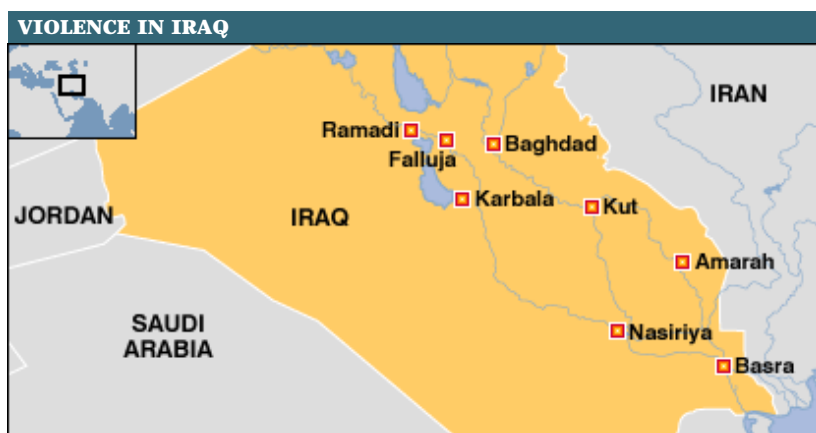 VIOLENCE IN IRAQ
IRAN
Ramadi
Baghdad
Falluja
Karbala
Kut
JORDAN
IRAQ
Amarah
SAUDI
ARABIA
Nasiriya
Basra